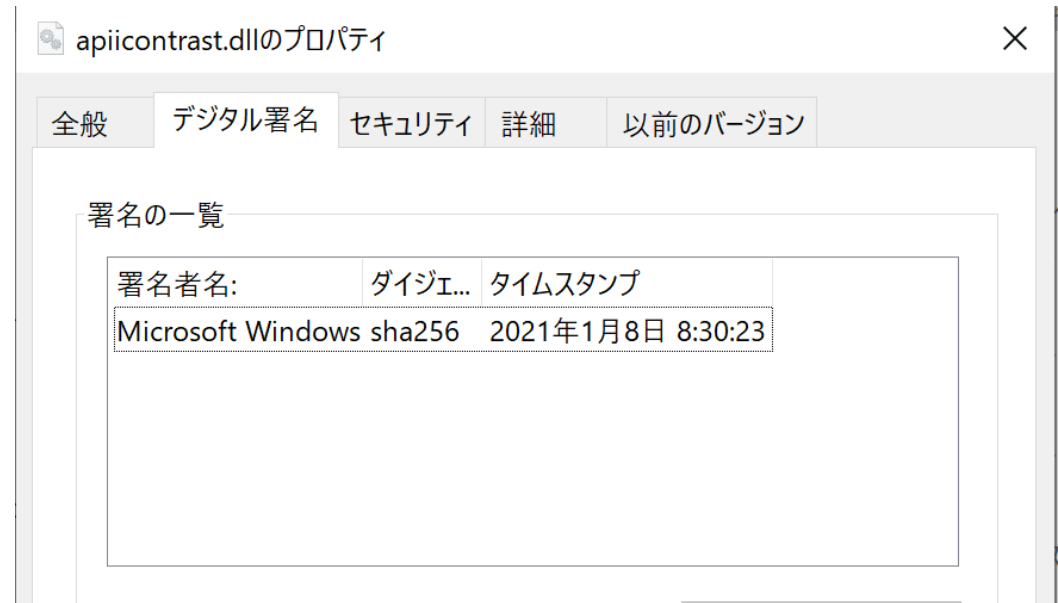 apiicontrast.dllのプロパティ
全般 デジタル署名 セキュリティ 詳細 以前のバージョン
署名の一覧
署名者名: ダイジェ... タイムスタンプ
Microsoft Windows sha256 2021年1月8日 8:30:23